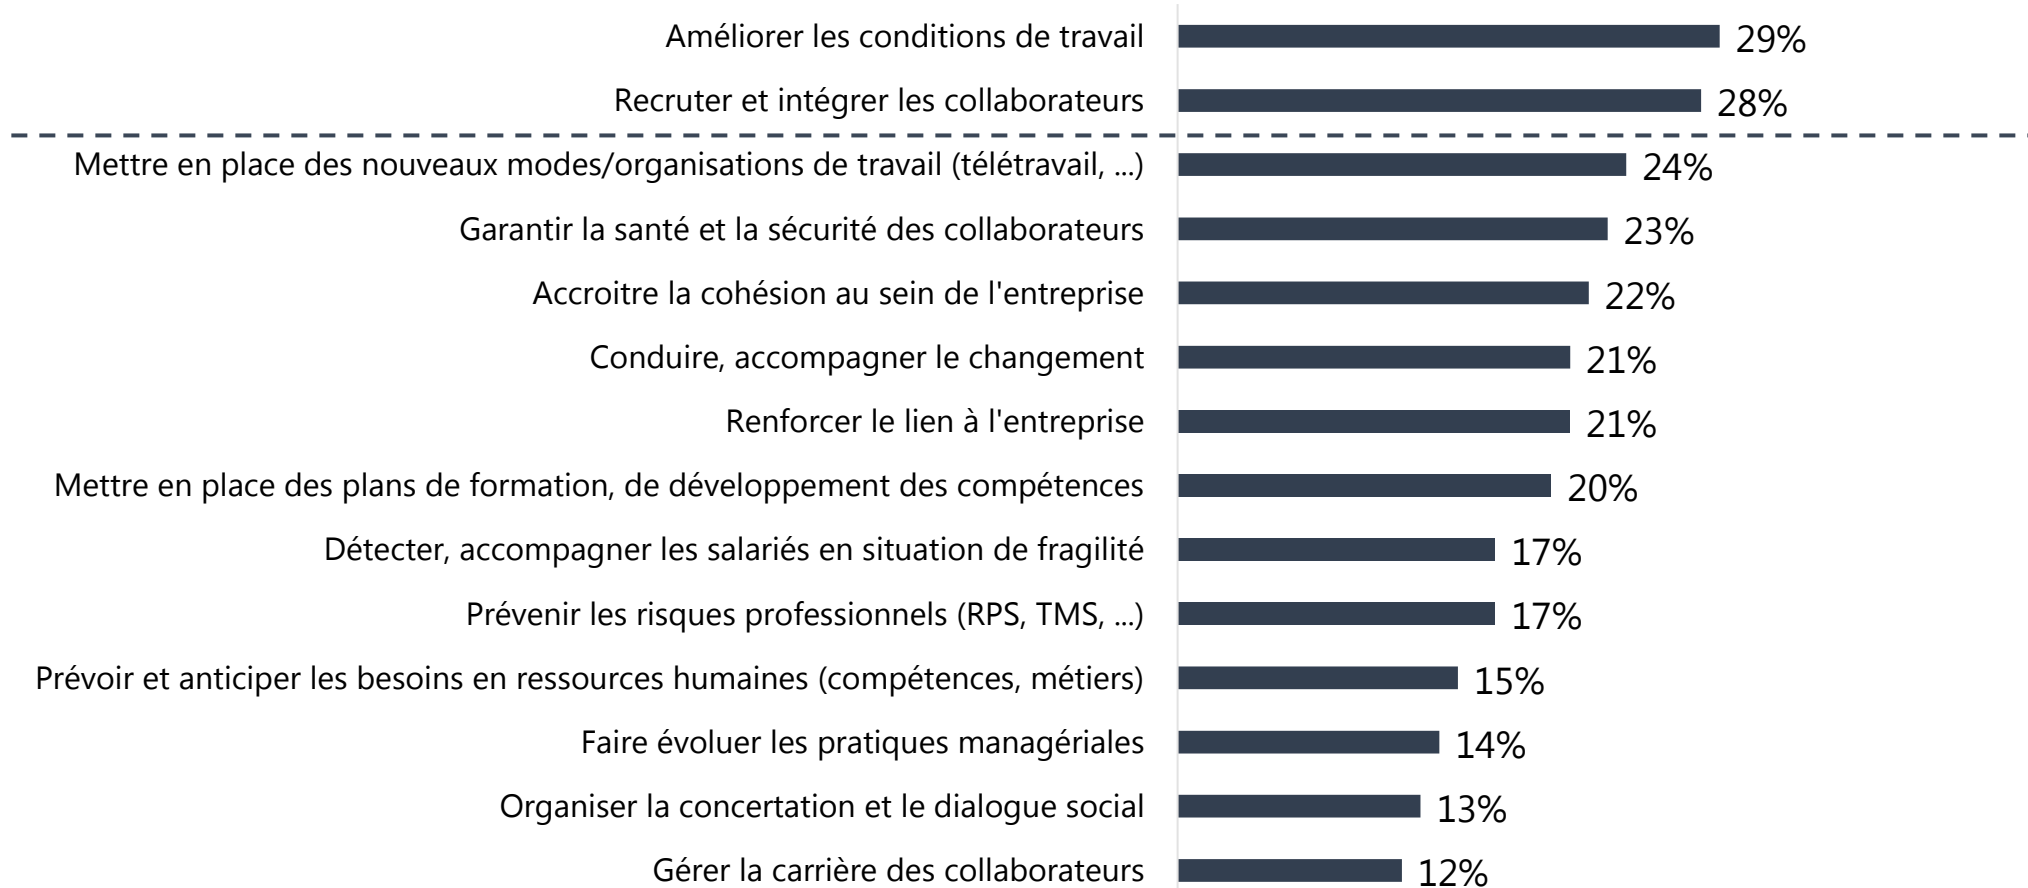 Améliorer les conditions de travail 29%
Recruter et intégrer les collaborateurs 28%
Mettre en place des nouveaux modes/organisations de travail (télétravail, ...) 24%
Garantir la santé et la sécurité des collaborateurs 23%
Accroitre la cohésion au sein de l'entreprise 22%
Conduire, accompagner le changement 21%
Renforcer le lien à l'entreprise 21%
Mettre en place des plans de formation, de développement des compétences 20%
Détecter, accompagner les salariés en situation de fragilité 17%
Prévenir les risques professionnels (RPS, TMS, ...) 17%
Prévoir et anticiper les besoins en ressources humaines (compétences, métiers) 15%
Faire évoluer les pratiques managériales 14%
Organiser la concertation et le dialogue social 13%
Gérer la carrière des collaborateurs 12%